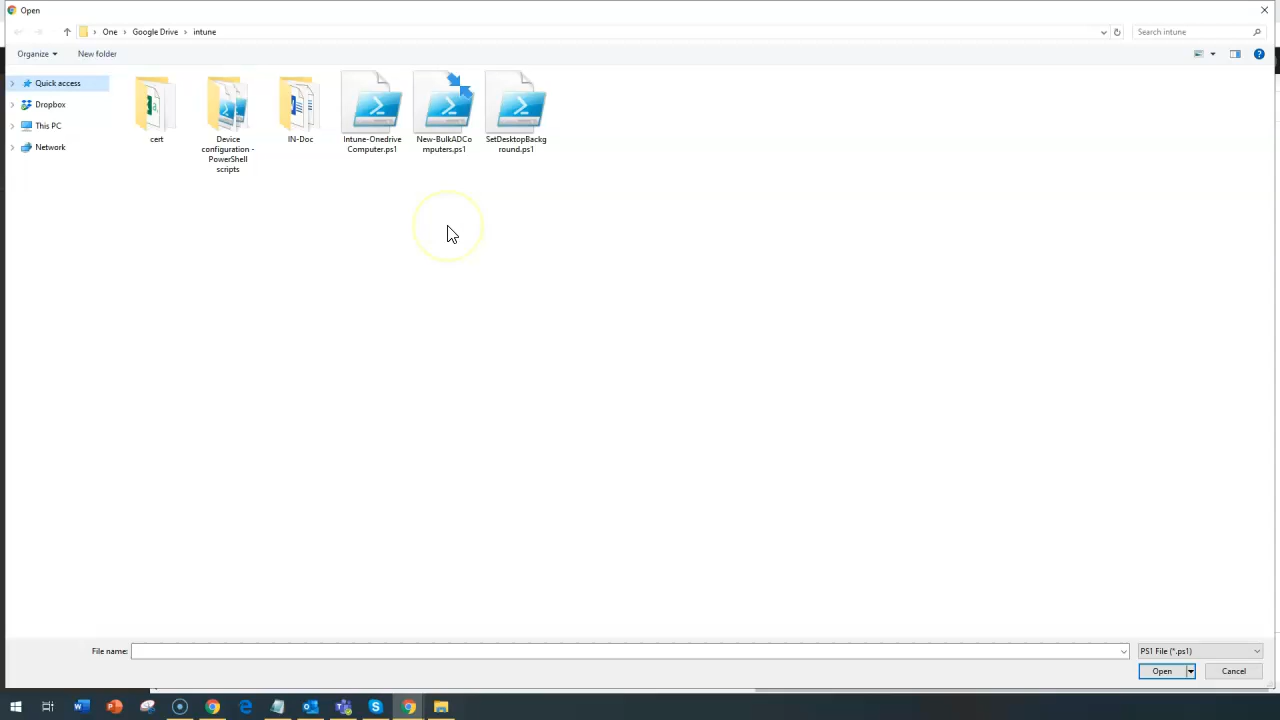 Open
One
Google Drive
intune
Search intune
Organize
New folder
Quick access
Dropbox
This PC
Network
cert
Device
configuration -
PowerShell
scripts
IN-Doc
Intune-Onedrive
Computer.ps1
New-BulkADCo
mputers.ps1
SetDesktopBackg
round.ps1
File name:
PS1 File (*.ps1)
Open
Cancel